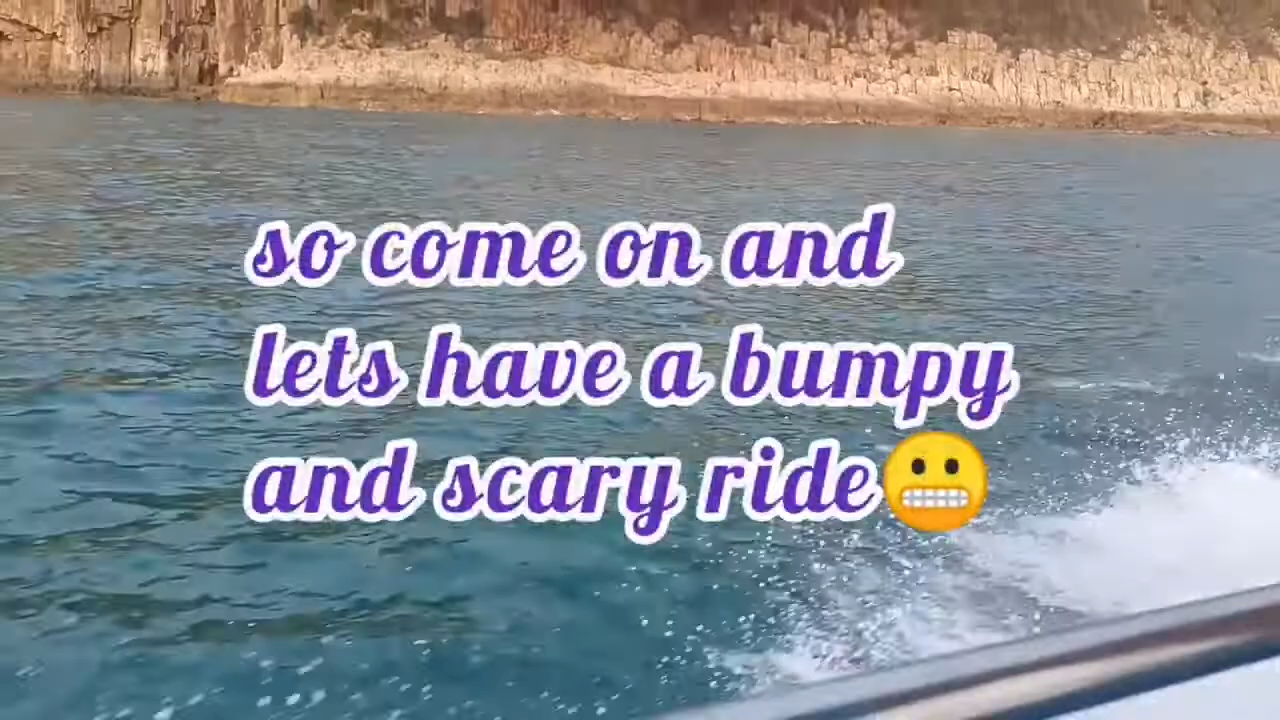 so come on and
lets have a bumpy
and scary ride😬